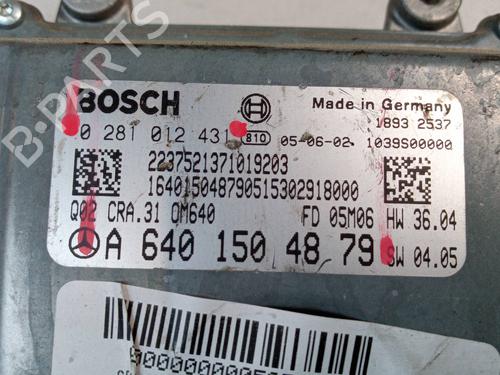 B-PARTS
BOSCH
Made in Germany
0 281 012 431 810 05-06-02
1893 2537
1039S00000
2237521371019203
164015048790515302918000
Q02 CRA.31 OM640 FD 05M06 HW 36.04
A 640 150 48 79 SW 04.05